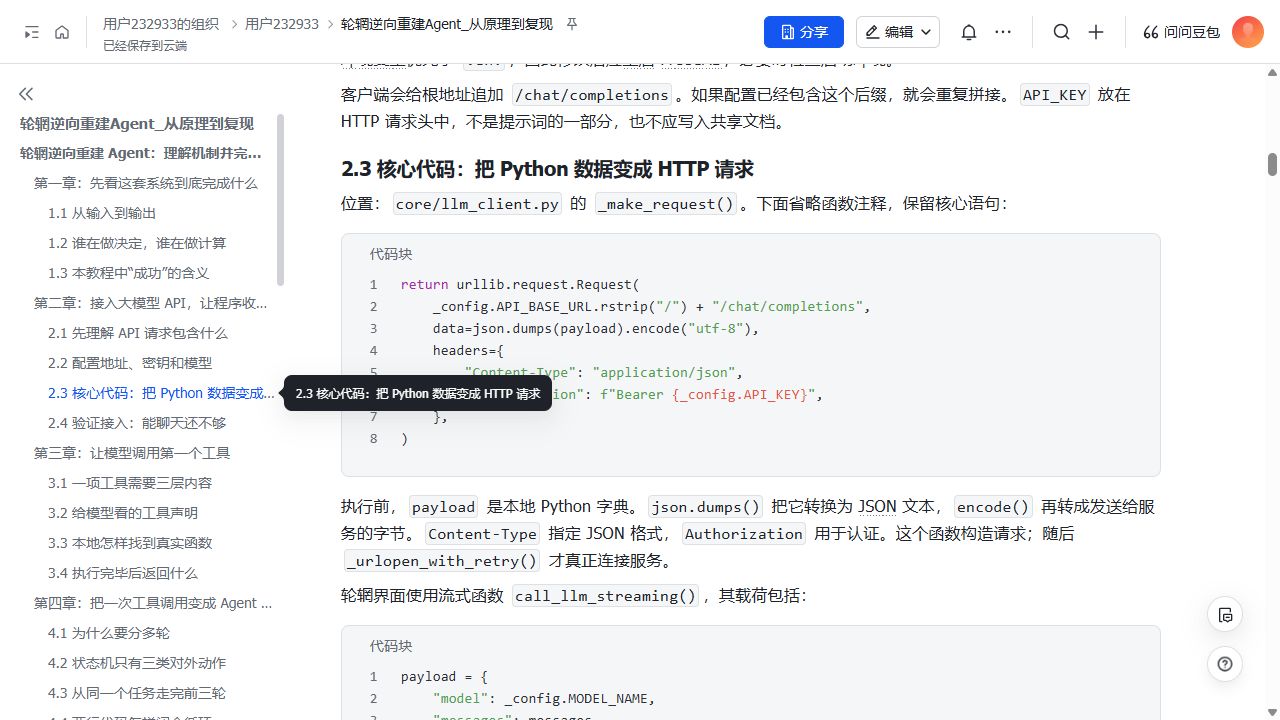 用户232933的组织 > 用户232933 > 轮辋逆向重建Agent_从原理到复现
已经保存到云端
分享
编辑
问问豆包
轮辋逆向重建Agent_从原理到复现
轮辋逆向重建 Agent：理解机制并完...
第一章：先看这套系统到底完成什么
1.1 从输入到输出
1.2 谁在做决定，谁在做计算
1.3 本教程中“成功”的含义
第二章：接入大模型 API，让程序收...
2.1 先理解 API 请求包含什么
2.2 配置地址、密钥和模型
2.3 核心代码：把 Python 数据变成...
2.4 验证接入：能聊天还不够
第三章：让模型调用第一个工具
3.1 一项工具需要三层内容
3.2 给模型看的工具声明
3.3 本地怎样找到真实函数
3.4 执行完毕后返回什么
第四章：把一次工具调用变成 Agent ...
4.1 为什么要分多轮
4.2 状态机只有三类对外动作
4.3 从同一个任务走完前三轮
2.3 核心代码：把 Python 数据变成 HTTP 请求
客户端会给根地址追加 /chat/completions 。如果配置已经包含这个后缀，就会重复拼接。 API_KEY 放在
HTTP 请求头中，不是提示词的一部分，也不应写入共享文档。
2.3 核心代码：把 Python 数据变成 HTTP 请求
位置： core/llm_client.py 的 _make_request() 。下面省略函数注释，保留核心语句：
代码块
1 return urllib.request.Request(
2 _config.API_BASE_URL.rstrip("/") + "/chat/completions",
3 data=json.dumps(payload).encode("utf-8"),
4 headers={
5 "Content-Type": "application/json",
ion": f"Bearer {_config.API_KEY}",
7 },
8 )
执行前， payload 是本地 Python 字典。 json.dumps() 把它转换为 JSON 文本， encode() 再转成发送给服
务的字节。 Content-Type 指定 JSON 格式， Authorization 用于认证。这个函数构造请求；随后
_urlopen_with_retry() 才真正连接服务。
轮辋界面使用流式函数 call_llm_streaming() ，其载荷包括：
代码块
1 payload = {
2 "model": _config.MODEL_NAME,